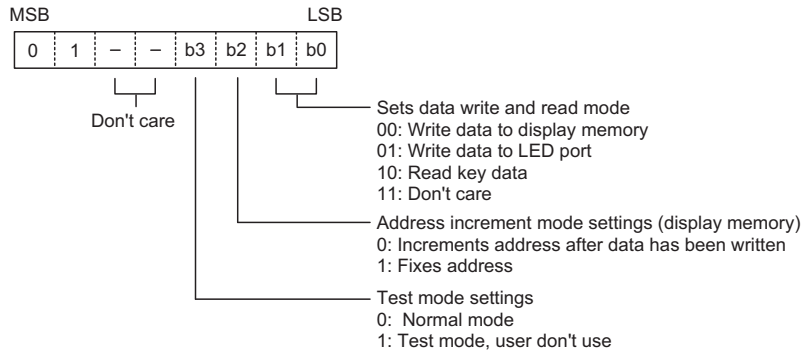 MSB LSB
0 1 – – b3 b2 b1 b0
Don't care
Sets data write and read mode
00: Write data to display memory
01: Write data to LED port
10: Read key data
11: Don't care
Address increment mode settings (display memory)
0: Increments address after data has been written
1: Fixes address
Test mode settings
0: Normal mode
1: Test mode, user don't use